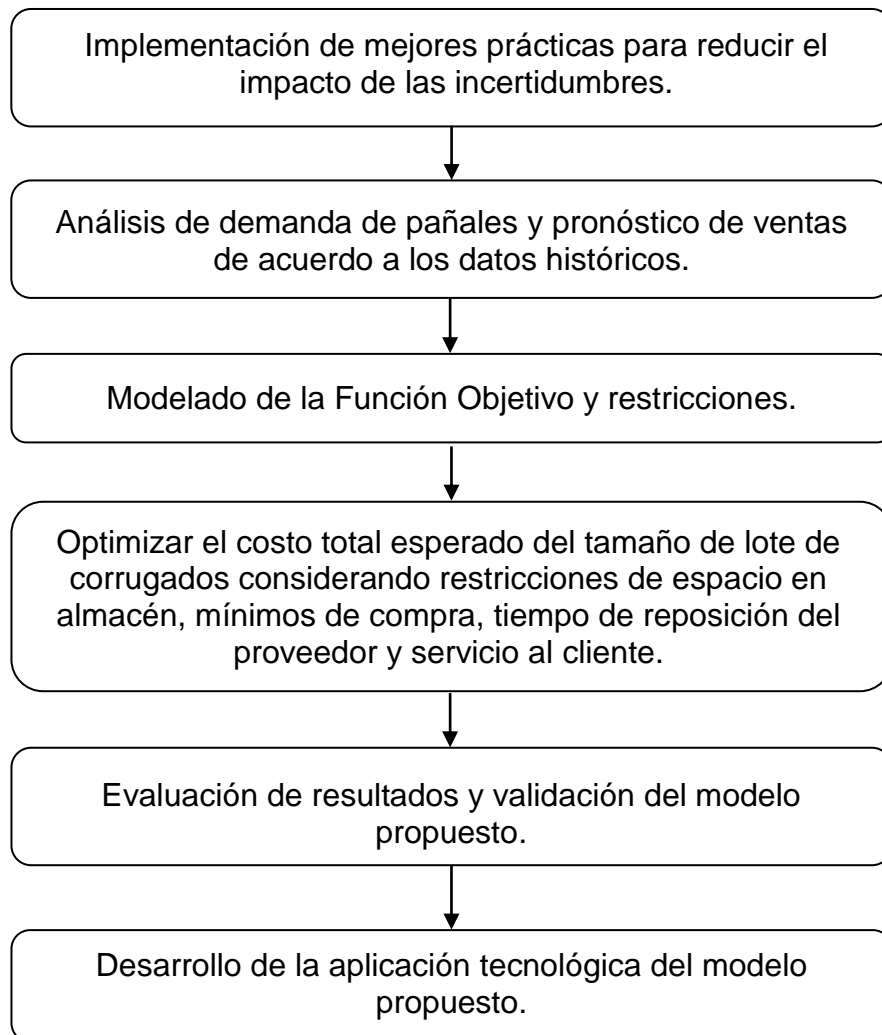 Implementación de mejores prácticas para reducir el
impacto de las incertidumbres.
Análisis de demanda de pañales y pronóstico de ventas
de acuerdo a los datos históricos.
Modelado de la Función Objetivo y restricciones.
Optimizar el costo total esperado del tamaño de lote de
corrugados considerando restricciones de espacio en
almacén, mínimos de compra, tiempo de reposición del
proveedor y servicio al cliente.
Evaluación de resultados y validación del modelo
propuesto.
Desarrollo de la aplicación tecnológica del modelo
propuesto.